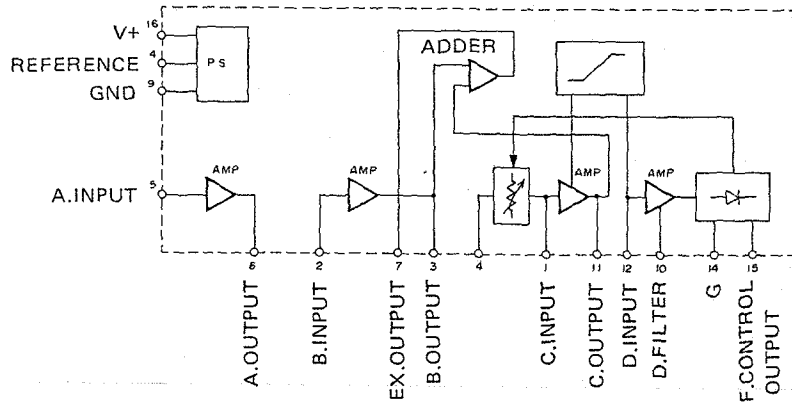 V+ 16
PS
REFERENCE 4
GND 9
ADDER
A.INPUT 5
AMP
AMP
AMP
AMP
6
2
7
3
4
1
11
12
10
14
15
A.OUTPUT
B.INPUT
EX.OUTPUT
B.OUTPUT
C.INPUT
C.OUTPUT
D.INPUT
D.FILTER
G
F.CONTROL
OUTPUT